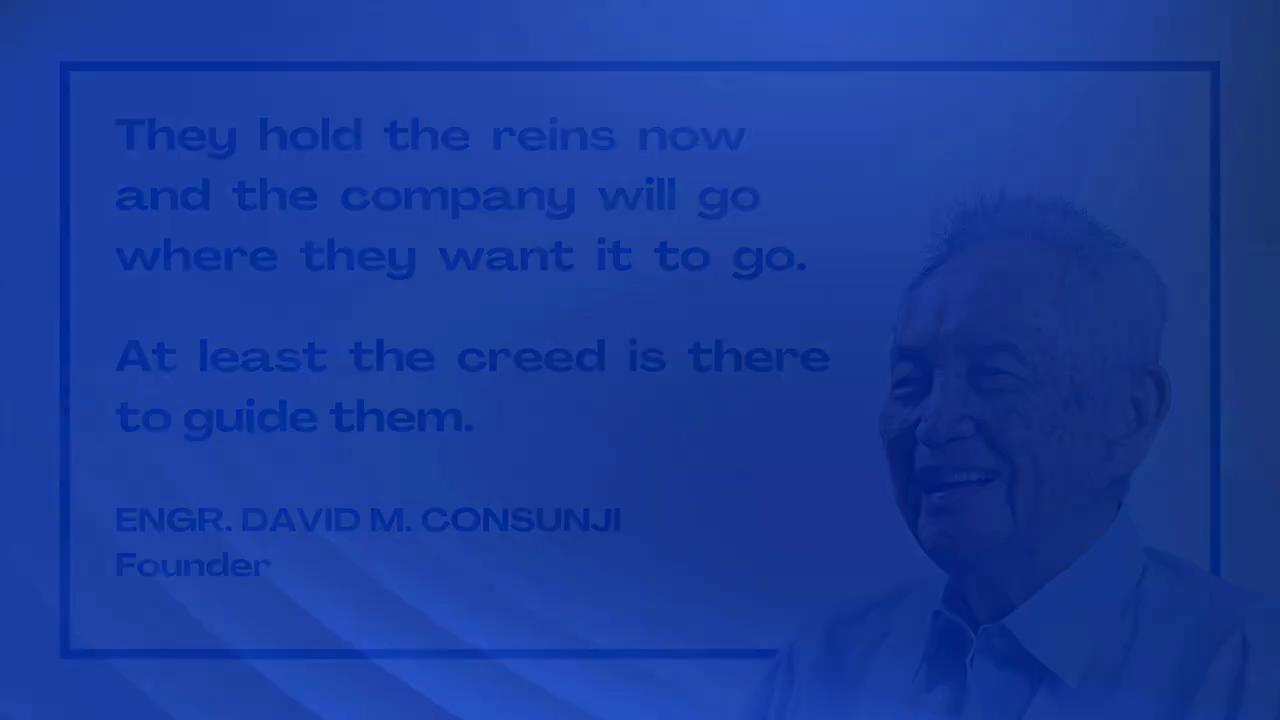 They hold the reins now
and the company will go
where they want it to go.
At least the creed is there
to guide them.
ENGR. DAVID M. CONSUNJI
Founder